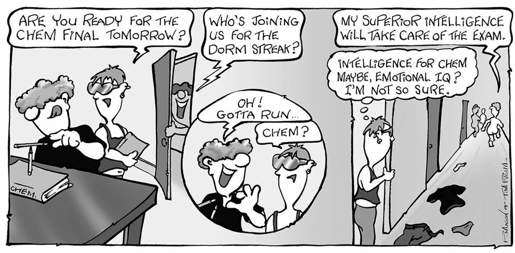 ARE YOU READY FOR THE
CHEM FINAL TOMORROW?
WHO'S JOINING
US FOR THE
DORM STREAK?
CHEM.
OH!
GOTTA RUN...
CHEM?
MY SUPERIOR INTELLIGENCE
WILL TAKE CARE OF THE EXAM.
INTELLIGENCE FOR CHEM
MAYBE, EMOTIONAL I.Q?
I'M NOT SO SURE.